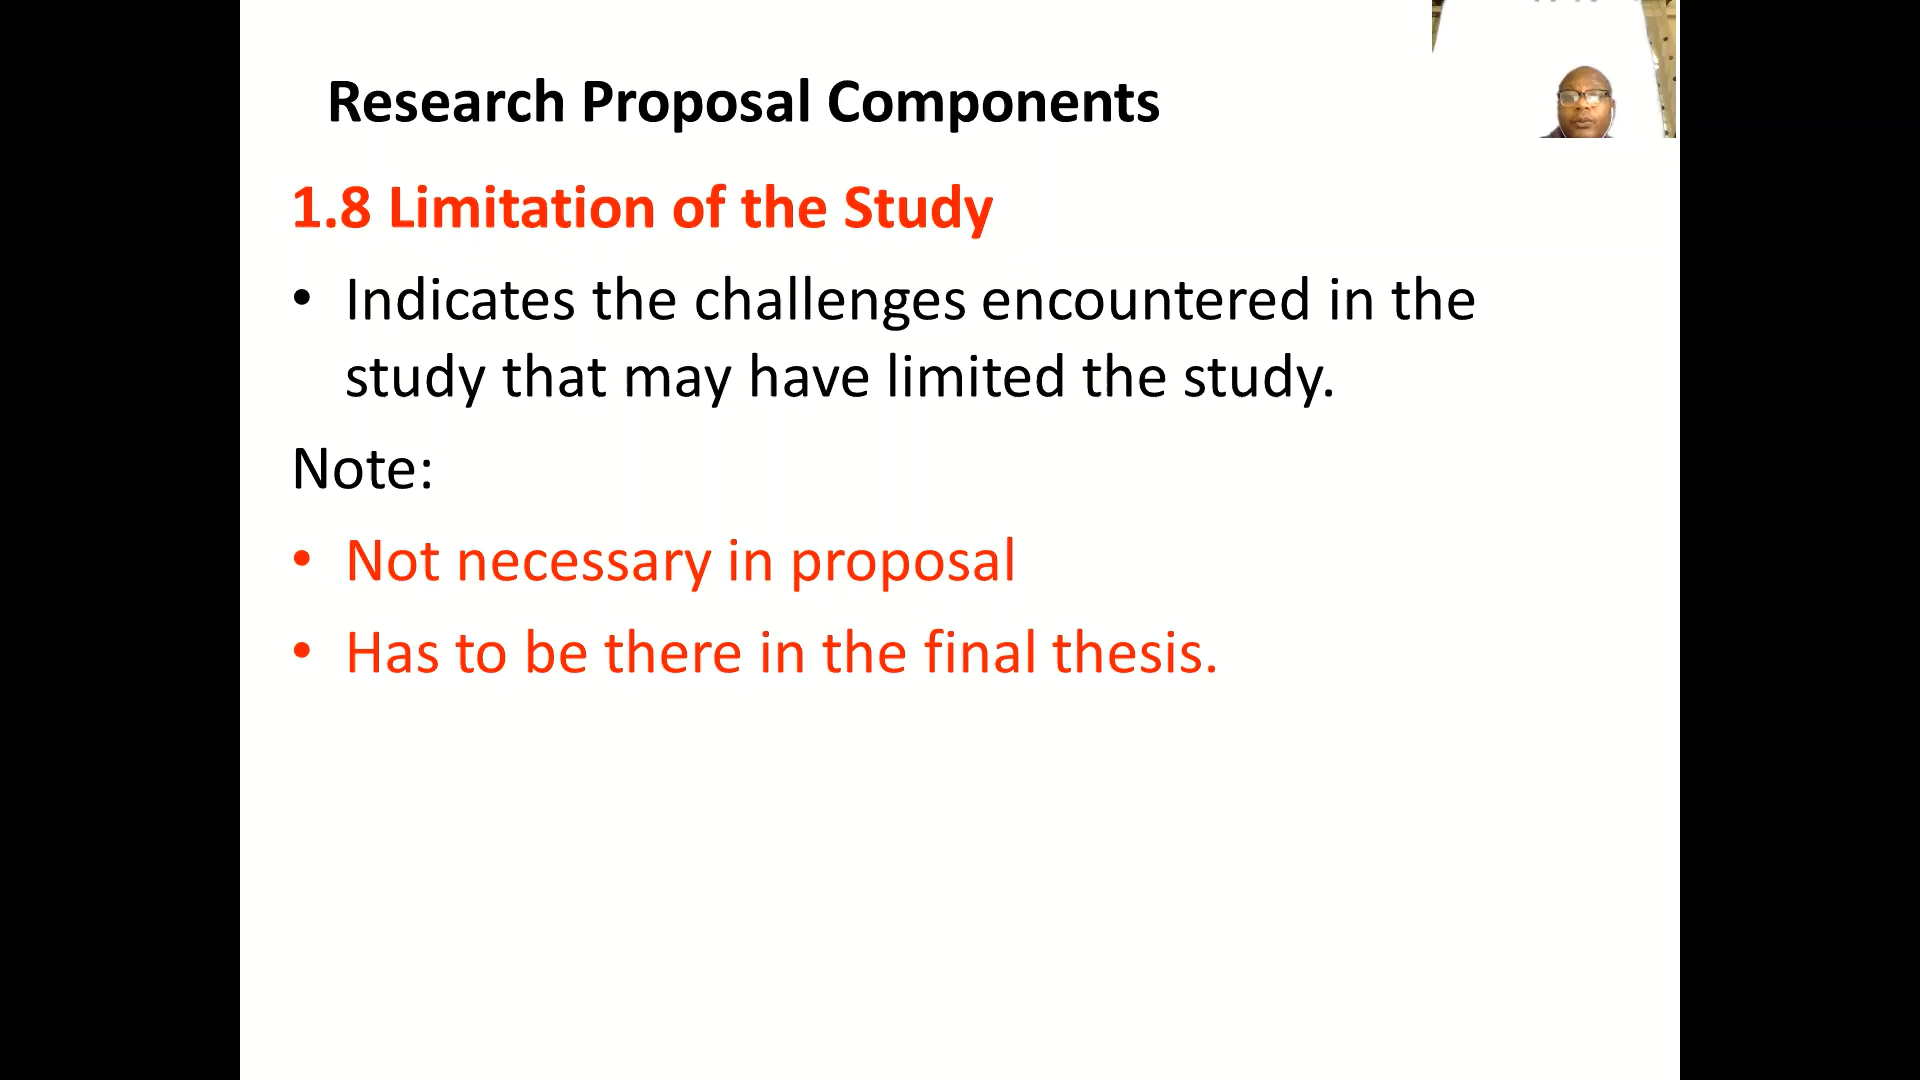 Research Proposal Components
1.8 Limitation of the Study
• Indicates the challenges encountered in the
study that may have limited the study.
Note:
• Not necessary in proposal
• Has to be there in the final thesis.